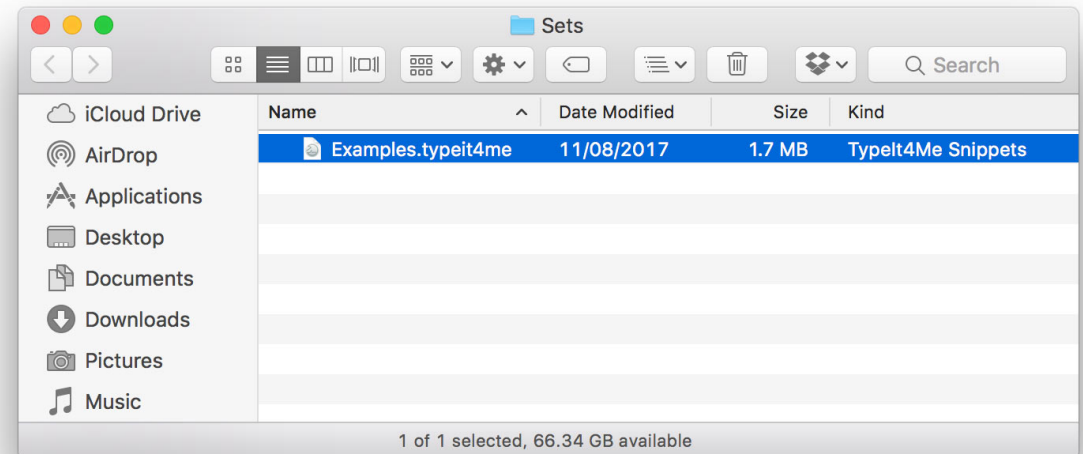 Sets
Search
iCloud Drive
AirDrop
Applications
Desktop
Documents
Downloads
Pictures
Music
Name Date Modified Size Kind
Examples.typeit4me 11/08/2017 1.7 MB TypeIt4Me Snippets
1 of 1 selected, 66.34 GB available